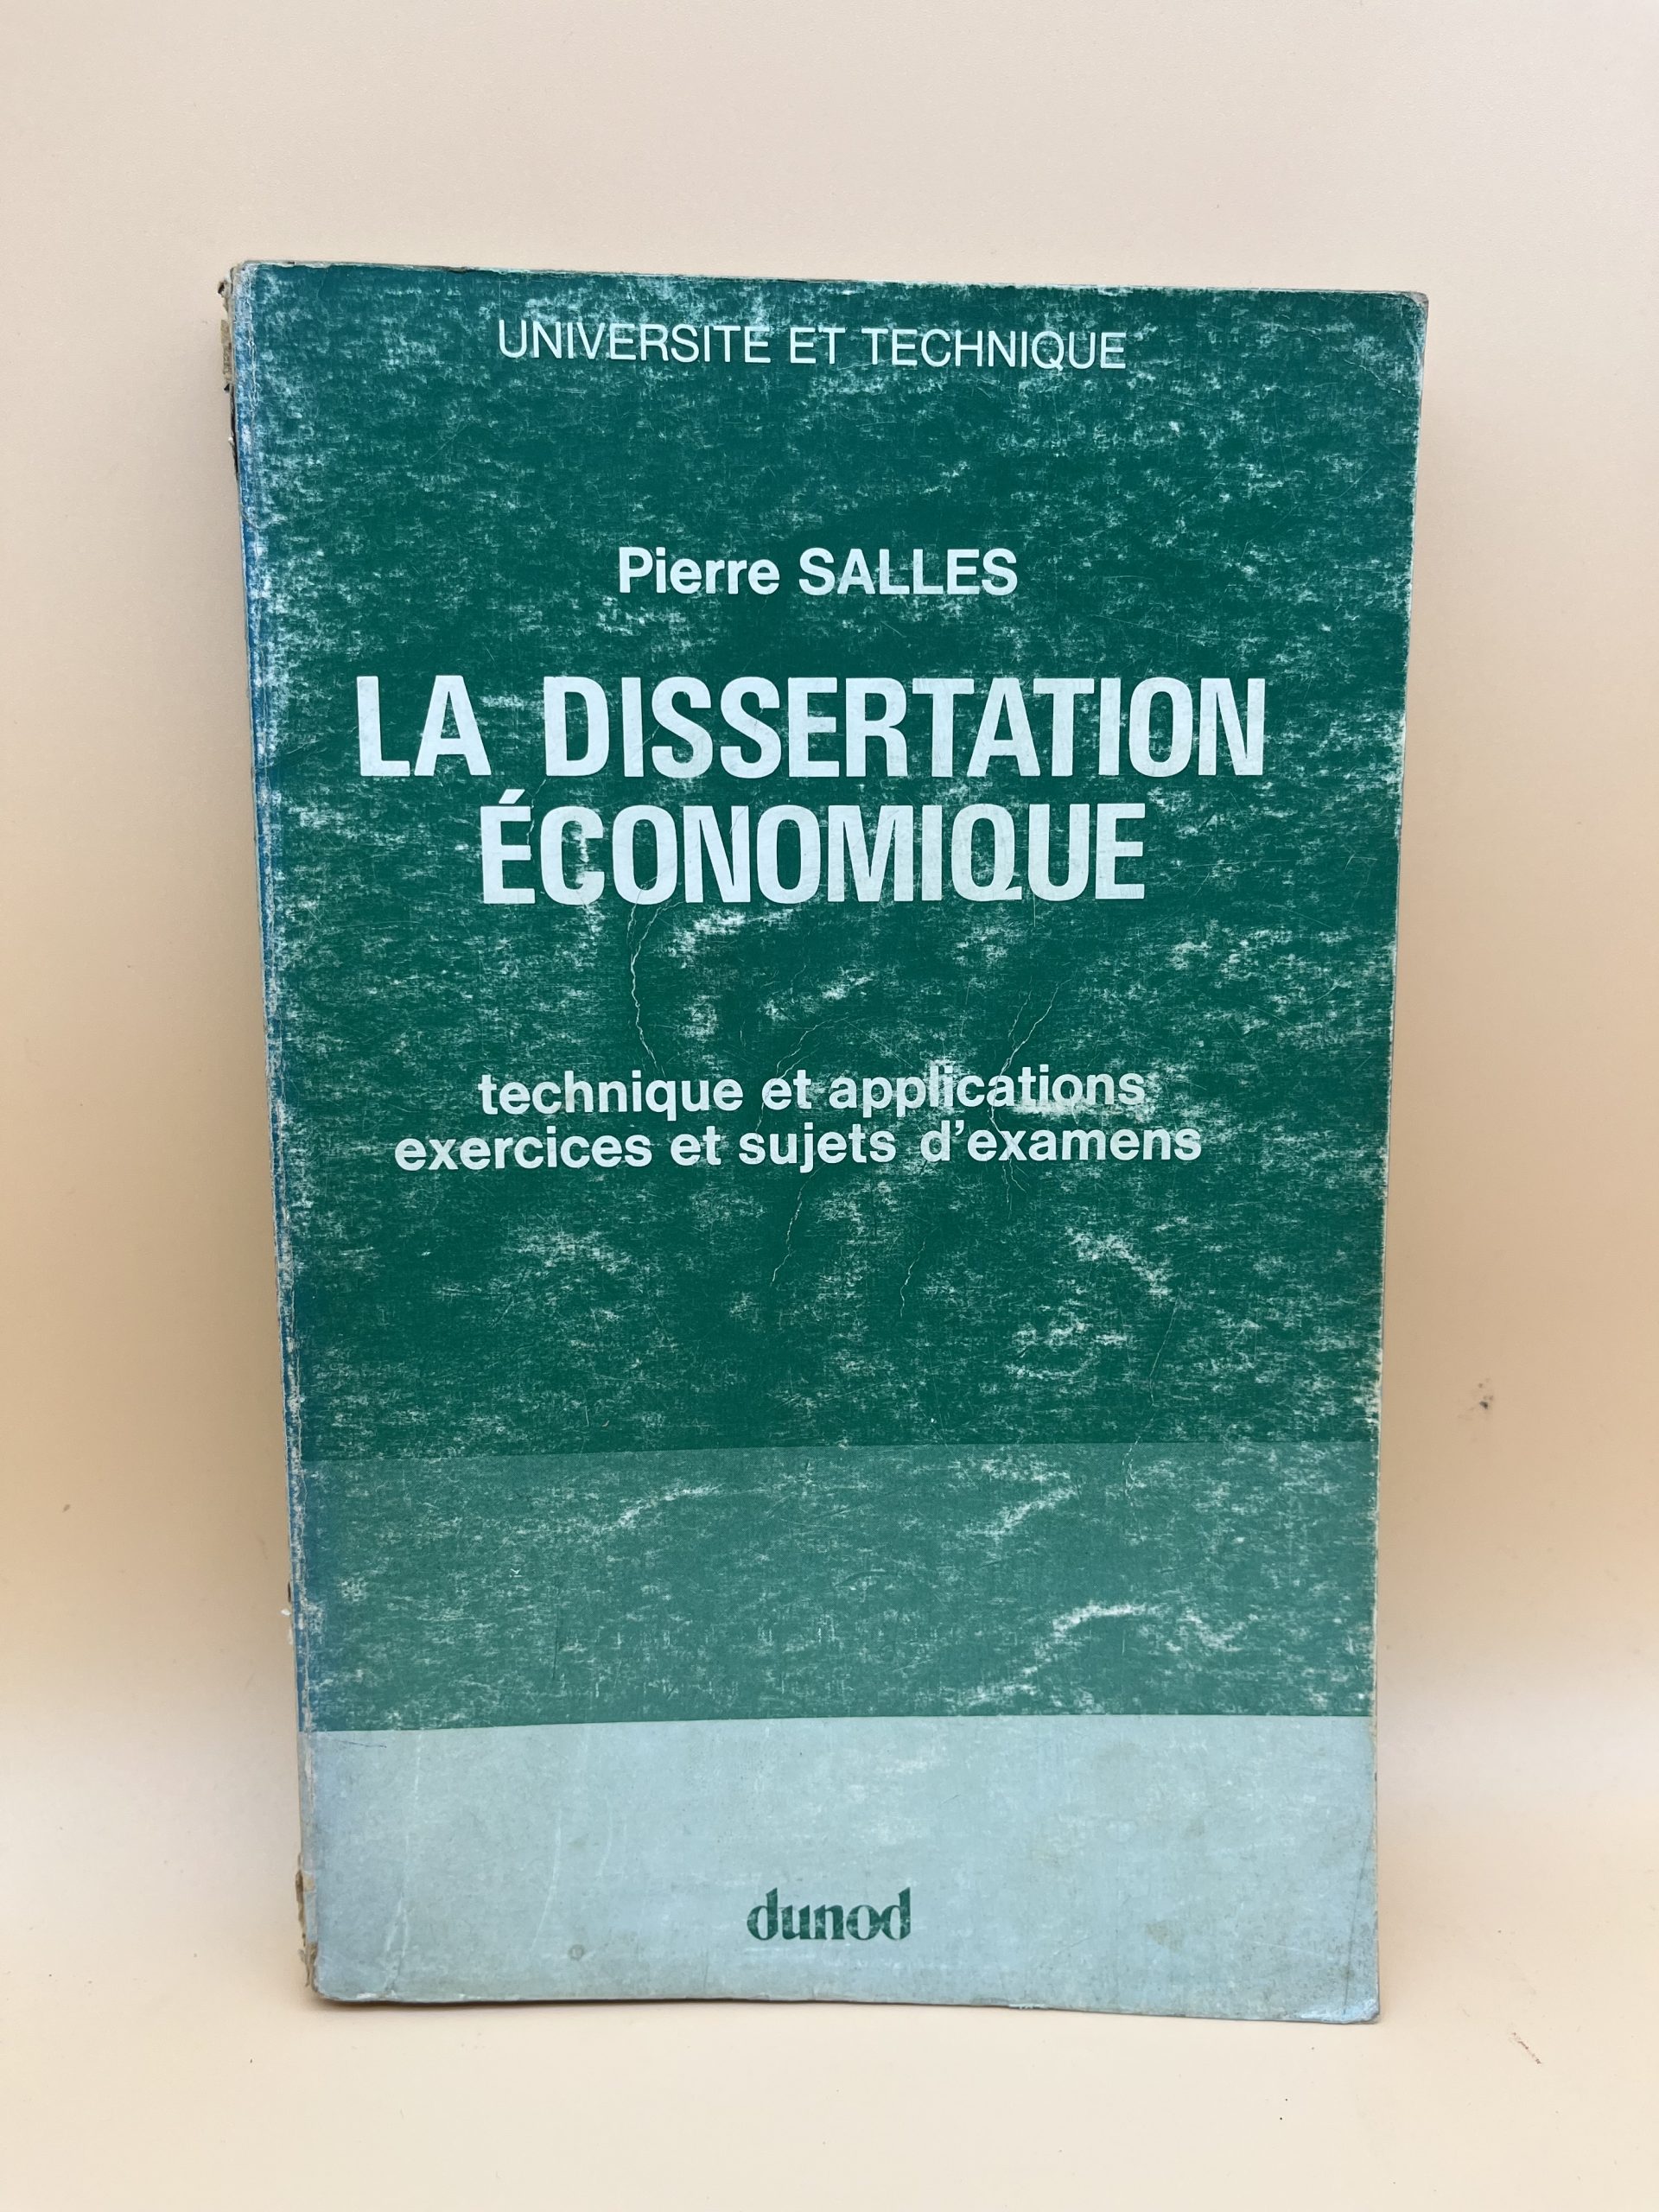 UNIVERSITE ET TECHNIQUE
Pierre SALLES
LA DISSERTATION
ÉCONOMIQUE
technique et applications
exercices et sujets d'examens
dunod